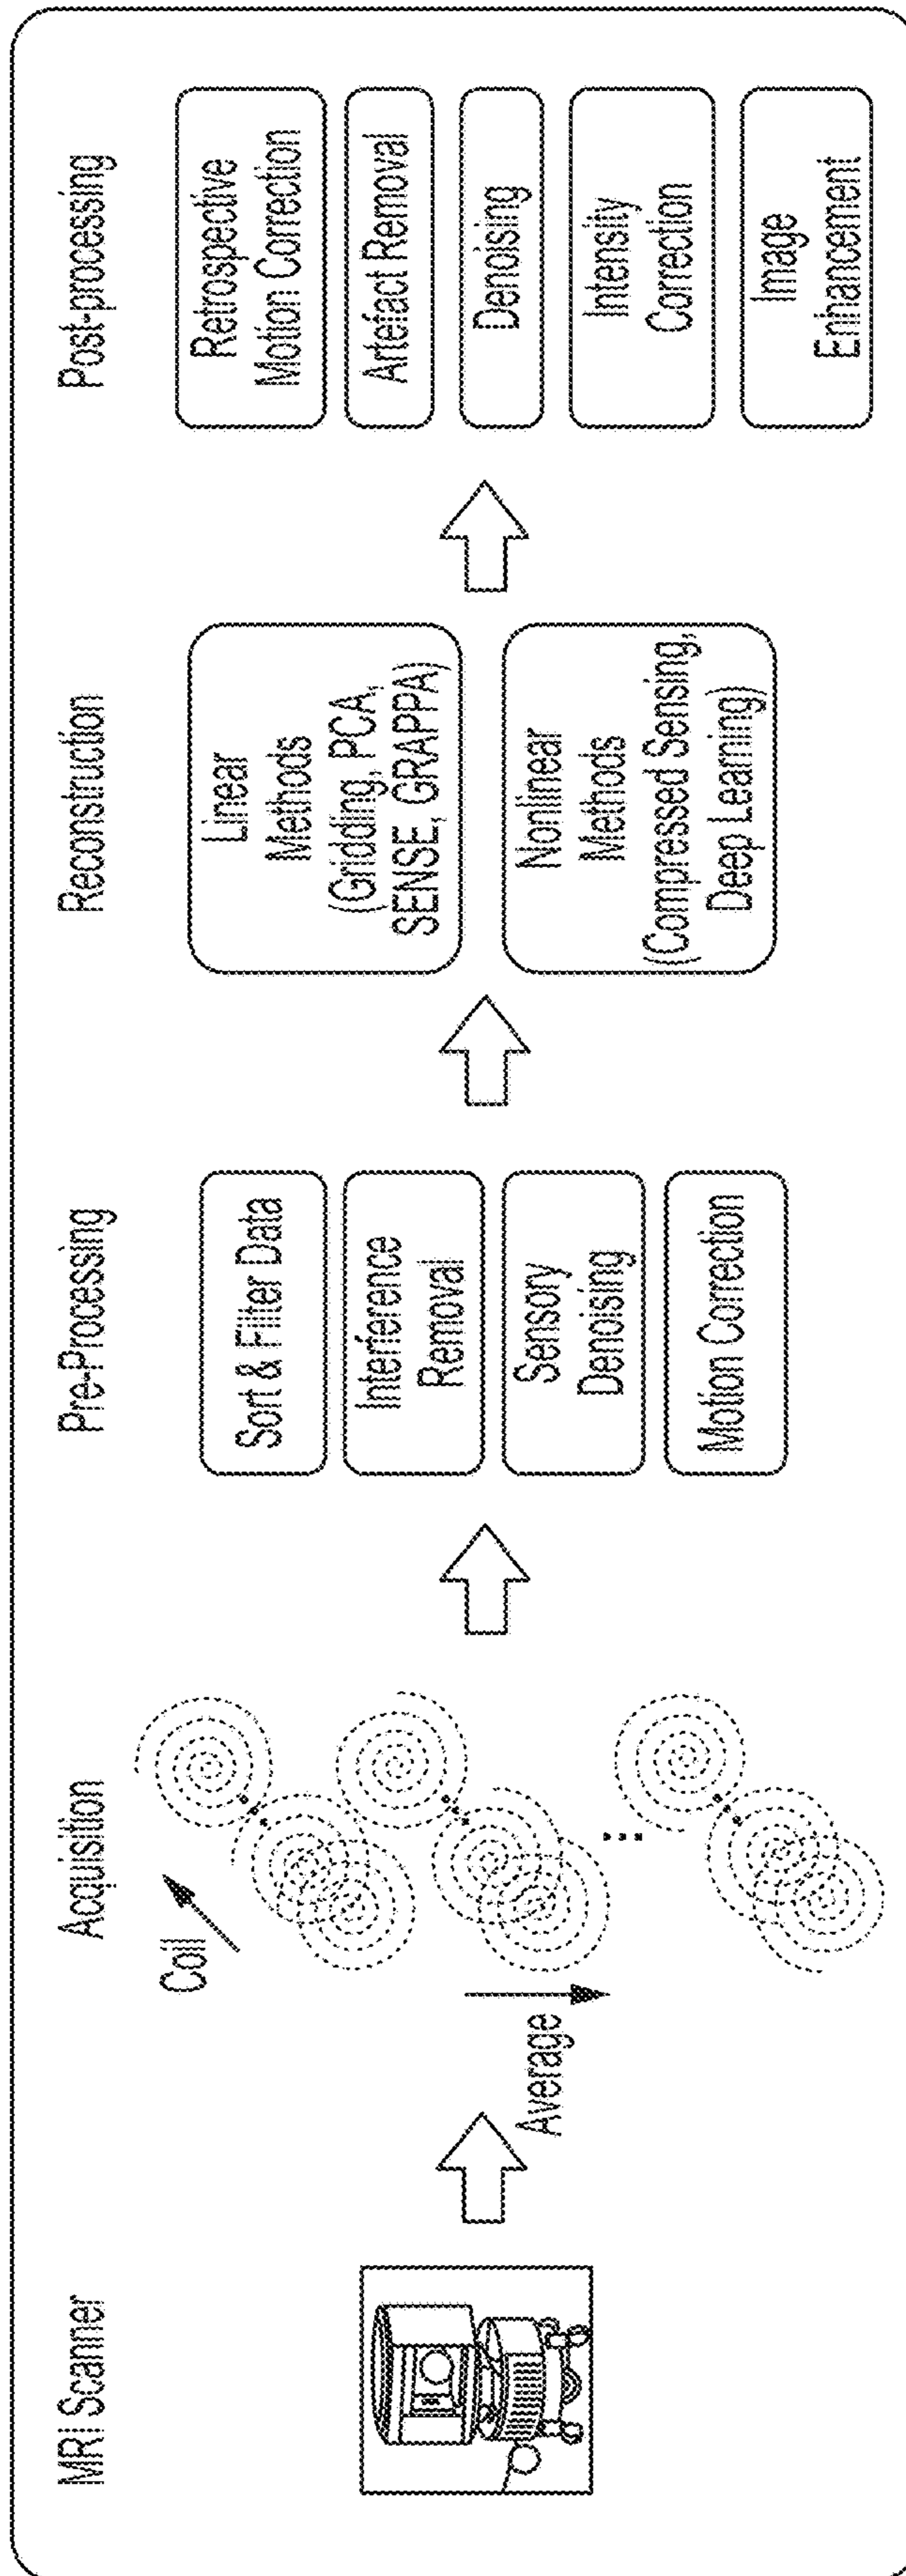 MRI Scanner
Acquisition
Coil
Average
Pre-Processing
Sort & Filter Data
Interference
Removal
Sensory
Denoising
Motion Correction
Reconstruction
Linear
Methods
(Gridding, PCA,
SENSE, GRAPPA)
Nonlinear
Methods
(Compressed Sensing,
Deep Learning)
Post-processing
Retrospective
Motion Correction
Artefact Removal
Denoising
Intensity
Correction
Image
Enhancement